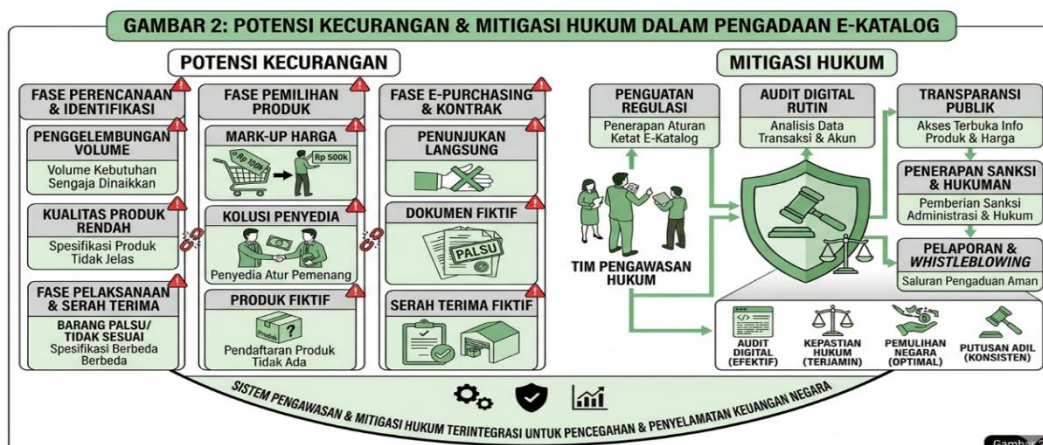 GAMBAR 2: POTENSI KECURANGAN & MITIGASI HUKUM DALAM PENGADAAN E-KATALOG
POTENSI KECURANGAN
FASE PERENCANAAN
& IDENTIFIKASI
PENGGELEMBUNGAN
VOLUME
Volume Kebutuhan
Sengaja Dinaikkan
KUALITAS PRODUK
RENDAH
Spesifikasi Produk
Tidak Jelas
FASE PELAKSANAAN
& SERAH TERIMA
BARANG PALSU/
TIDAK SESUAI
Spesifikasi Berbeda
Berbeda
FASE PEMILIHAN
PRODUK
MARK-UP HARGA
Rp 100k
Rp 500k
KOLUSI PENYEDIA
Penyedia Atur Pemenang
PRODUK FIKTIF
Produk
?
Pendaftaran Produk
Tidak Ada
FASE E-PURCHASING
& KONTRAK
PENUNJUKAN
LANGSUNG
DOKUMEN FIKTIF
PALSU
SERAH TERIMA FIKTIF
MITIGASI HUKUM
PENGUATAN
REGULASI
Penerapan Aturan
Ketat E-Katalog
AUDIT DIGITAL
RUTIN
Analisis Data
Transaksi & Akun
TRANSPARANSI
PUBLIK
Akses Terbuka Info
Produk & Harga
PENERAPAN SANKSI
& HUKUMAN
Pemberian Sanksi
Administrasi & Hukum
PELAPORAN &
WHISTLEBLOWING
Saluran Pengaduan Aman
TIM PENGAWASAN
HUKUM
AUDIT
DIGITAL
(EFEKTIF)
KEPASTIAN
HUKUM
(TERJAMIN)
PEMULIHAN
NEGARA
(OPTIMAL)
PUTUSAN ADIL
(KONSISTEN)
SISTEM PENGAWASAN & MITIGASI HUKUM TERINTEGRASI UNTUK PENCEGAHAN & PENYELAMATAN KEUANGAN NEGARA
Gambar 2